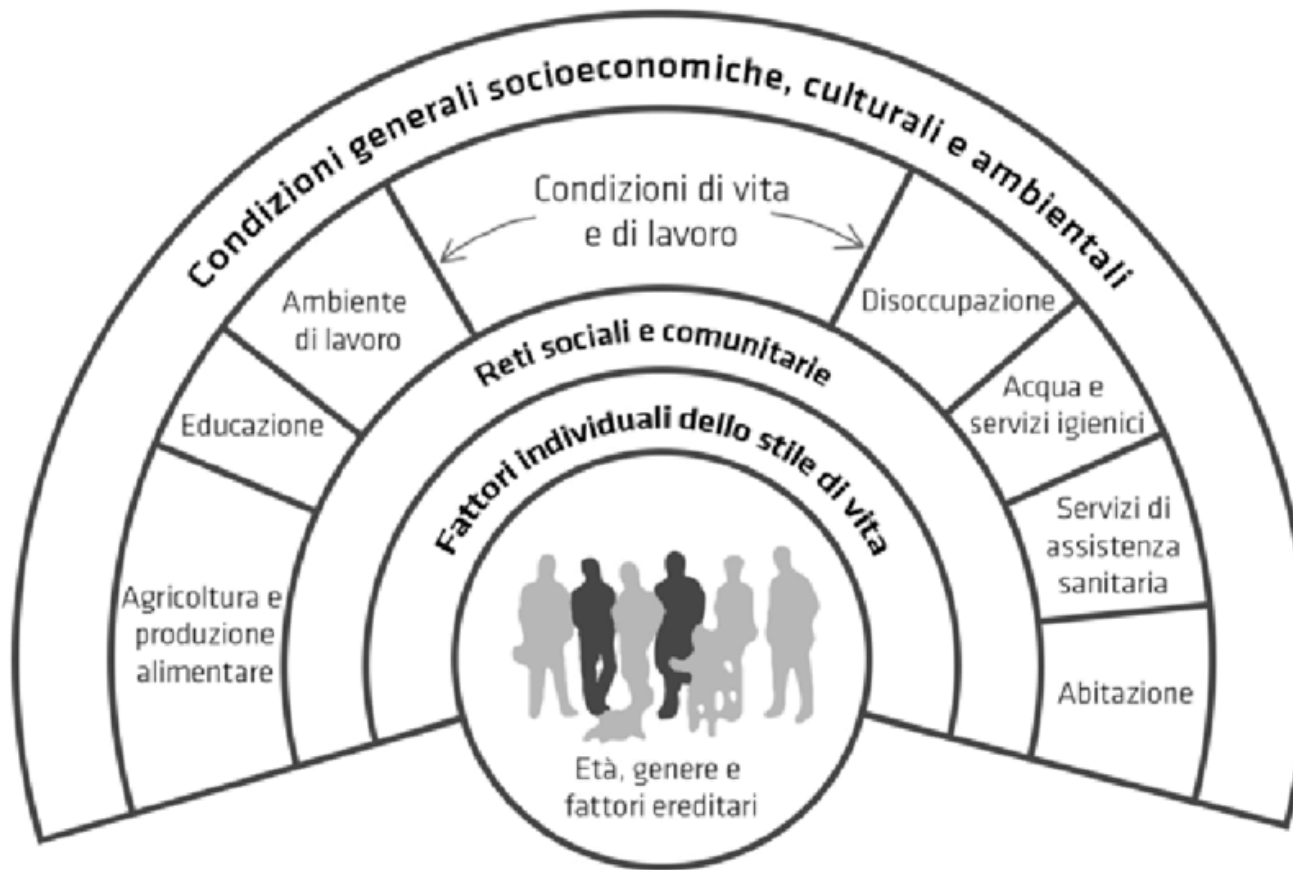 Condizioni generali socioeconomiche, culturali e ambientali
Condizioni di vita
e di lavoro
Ambiente
di lavoro
Disoccupazione
Educazione
Acqua e
servizi igienici
Agricoltura e
produzione
alimentare
Servizi di
assistenza
sanitaria
Abitazione
Reti sociali e comunitarie
Fattori individuali dello stile di vita
Età, genere e
fattori ereditari